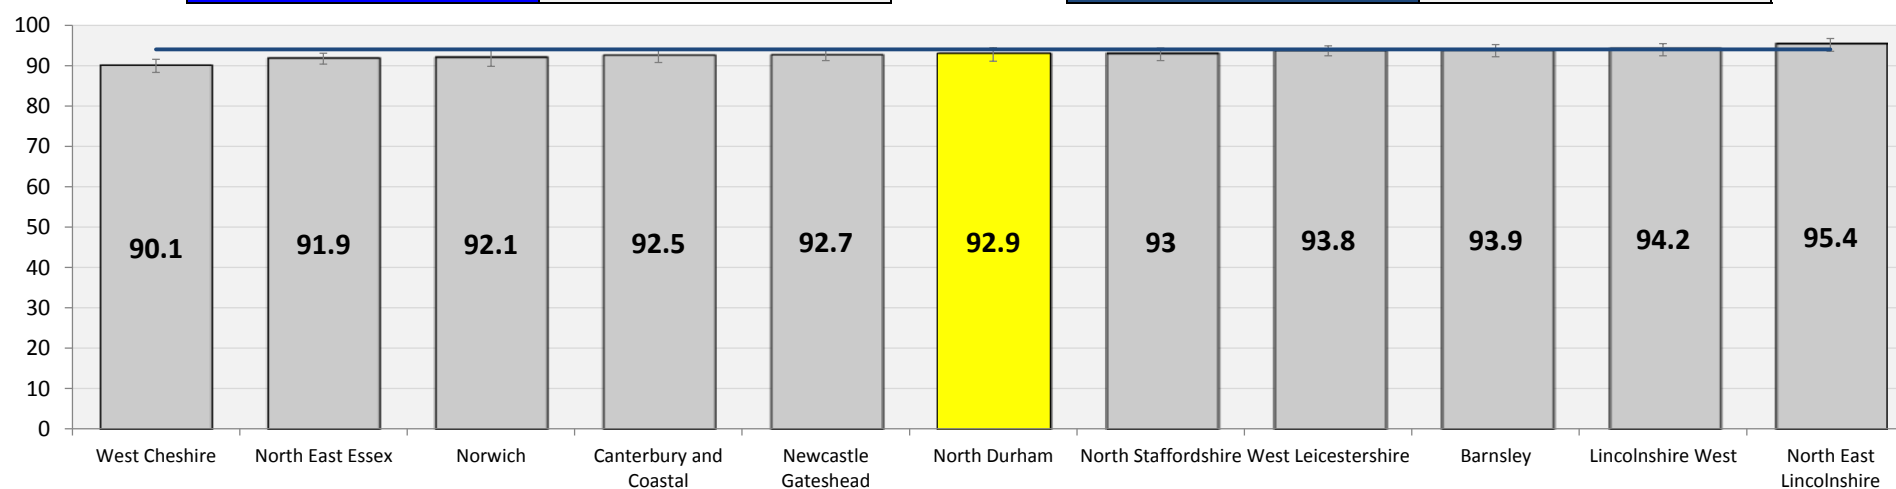 100
90
80
70
60
50
40
30
20
10
0
90.1
91.9
92.1
92.5
92.7
92.9
93
93.8
93.9
94.2
95.4
West Cheshire
North East Essex
Norwich
Canterbury and
Coastal
Newcastle
Gateshead
North Durham
North Staffordshire
West Leicestershire
Barnsley
Lincolnshire West
North East
Lincolnshire